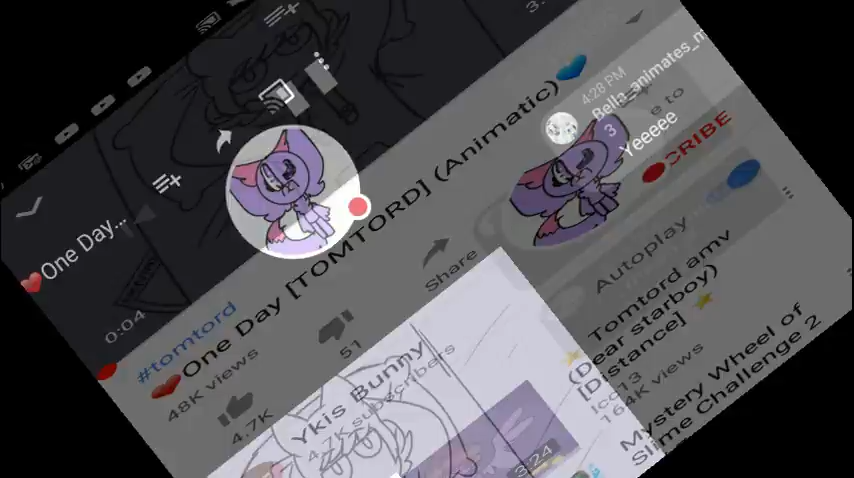 4:28 PM
Bella_animates_m
3
Yeeeee
e to
CRIBE
One Day...
0:04
#tomtord
One Day [TOMTORD] (Animatic)
48K views
4.7K
51
Share
Ykis Bunny
4.7K subscribers
Autoplay
Tomtord amv
(Dear starboy)
[Distance]
Icc13
164K views
Mystery Wheel of
Slime Challenge 2
3:24